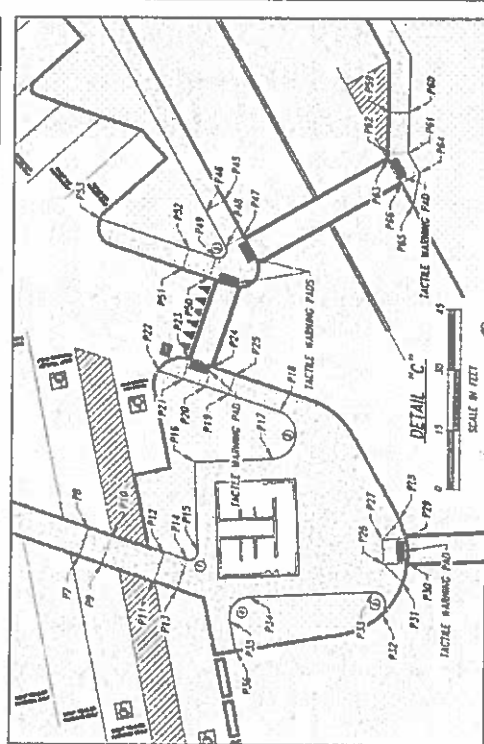 P53
P52
P51
P50
P49
P48
P46
P45
P47
P59
P60
P62
P61
P63
P64
P56
P65
TACTILE WARNING PAD
TACTILE WARNING PADS
P22
P23
P24
P21
P20
P19
P25
P18
P17
P16
TACTILE WARNING PAD
P8
P7
P9
P10
P12
P11
P14
P15
P13
P36
P35
P34
P33
P32
P31
P30
P29
P27
P26
TACTILE WARNING PAD
DETAIL "C"
0 15 30 45
SCALE IN FEET